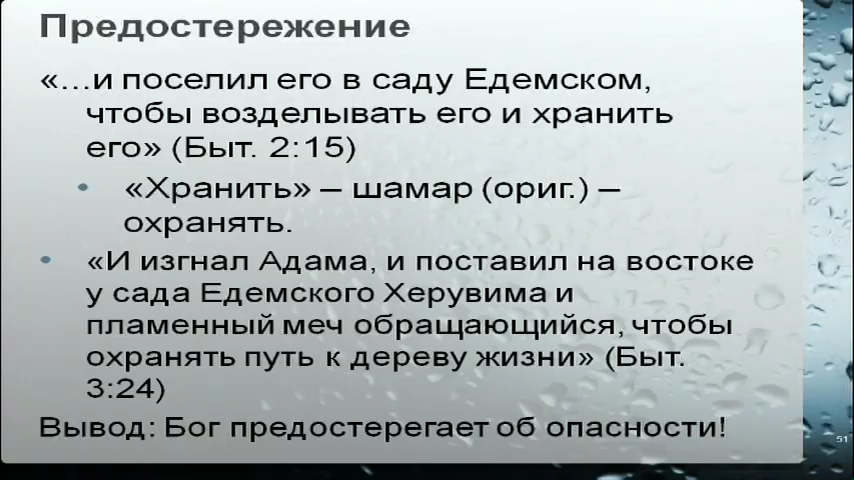 Предостережение
«...и поселил его в саду Едемском,
чтобы возделывать его и хранить
его» (Быт. 2:15)
• «Хранить» – шамар (ориг.) –
охранять.
• «И изгнал Адама, и поставил на востоке
у сада Едемского Херувима и
пламенный меч обращающийся, чтобы
охранять путь к дереву жизни» (Быт.
3:24)
Вывод: Бог предостерегает об опасности!
51